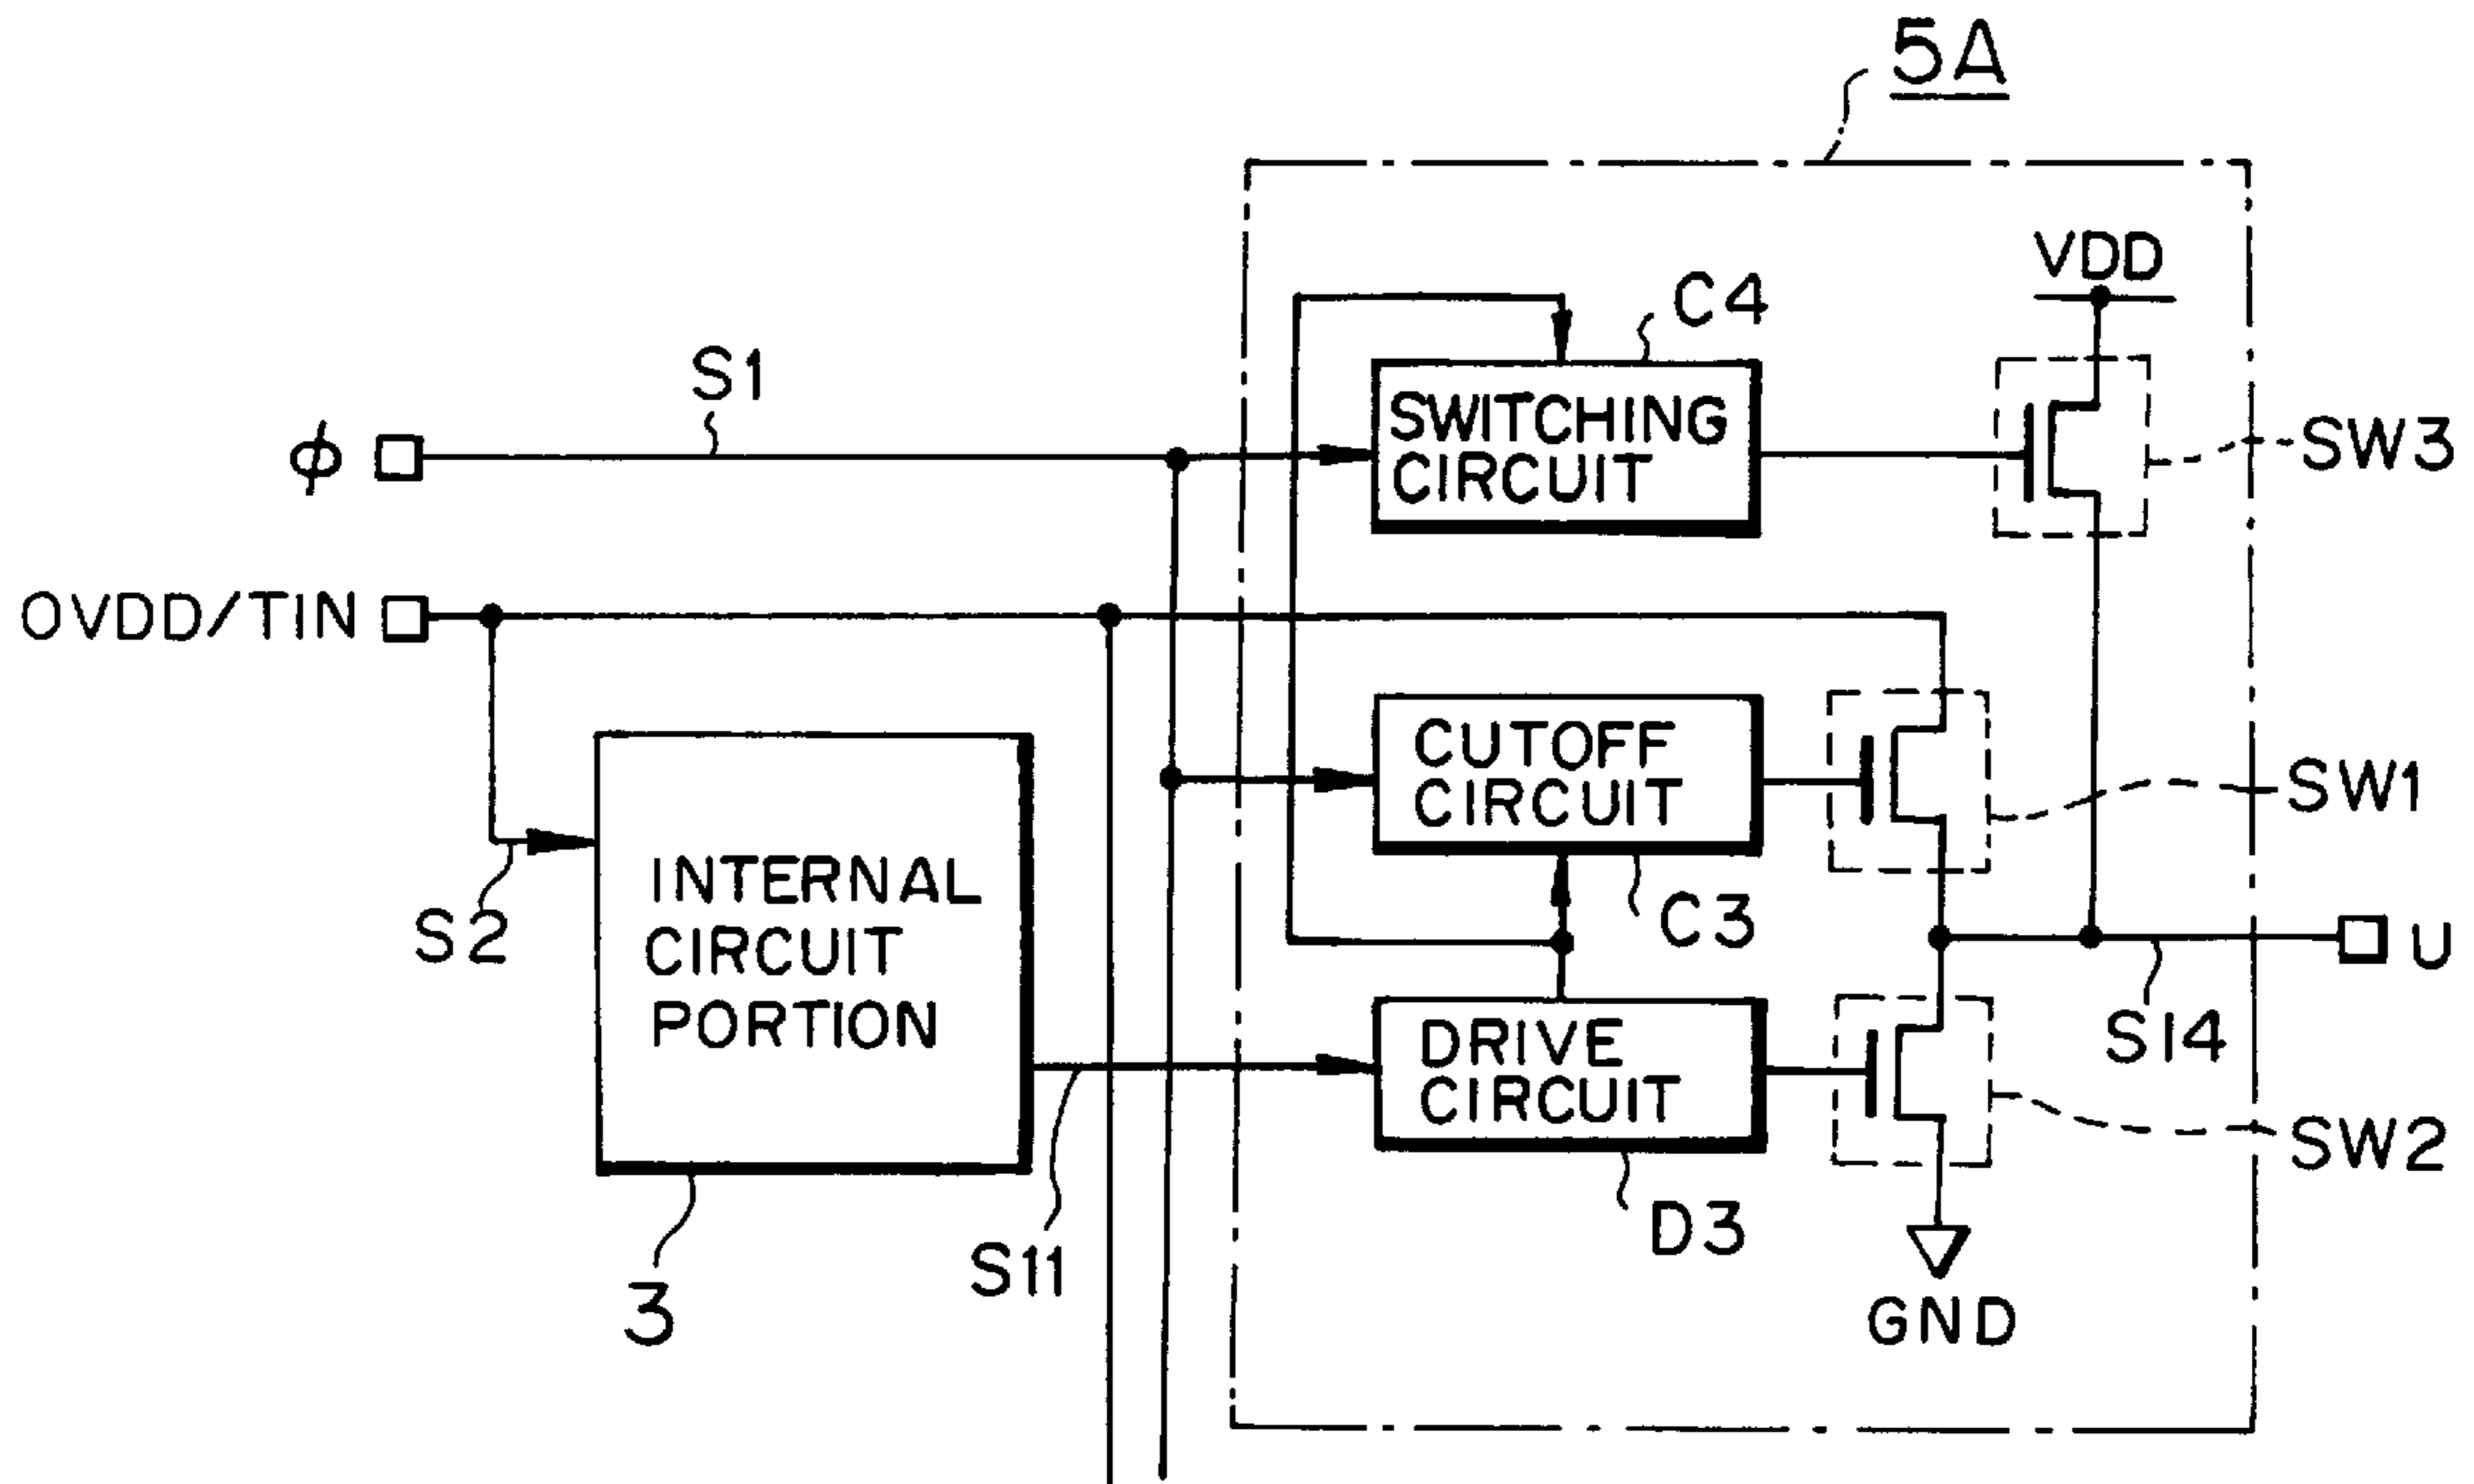 5A
VDD
C4
S1
SWITCHING
CIRCUIT
SW3
ϕ
OVDD/TIN
CUTOFF
CIRCUIT
SW1
INTERNAL
CIRCUIT
PORTION
S2
C3
U
DRIVE
CIRCUIT
S14
SW2
D3
S11
3
GND